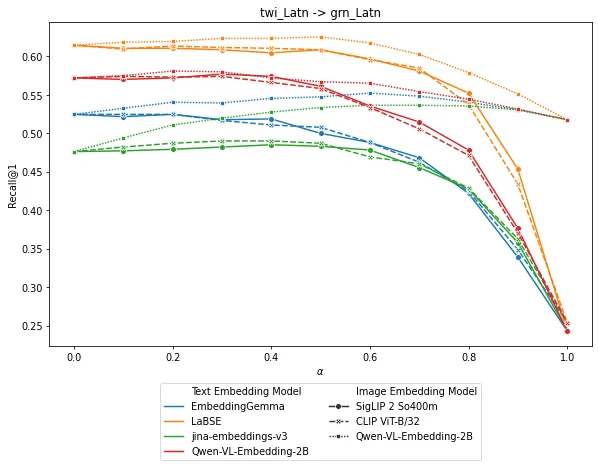 twi_Latn -> grn_Latn
Recall@1
0.60
0.55
0.50
0.45
0.40
0.35
0.30
0.25
0.0
0.2
0.4
0.6
0.8
1.0
α
Text Embedding Model
EmbeddingGemma
LaBSE
jina-embeddings-v3
Qwen-VL-Embedding-2B
Image Embedding Model
SigLIP 2 So400m
CLIP ViT-B/32
Qwen-VL-Embedding-2B